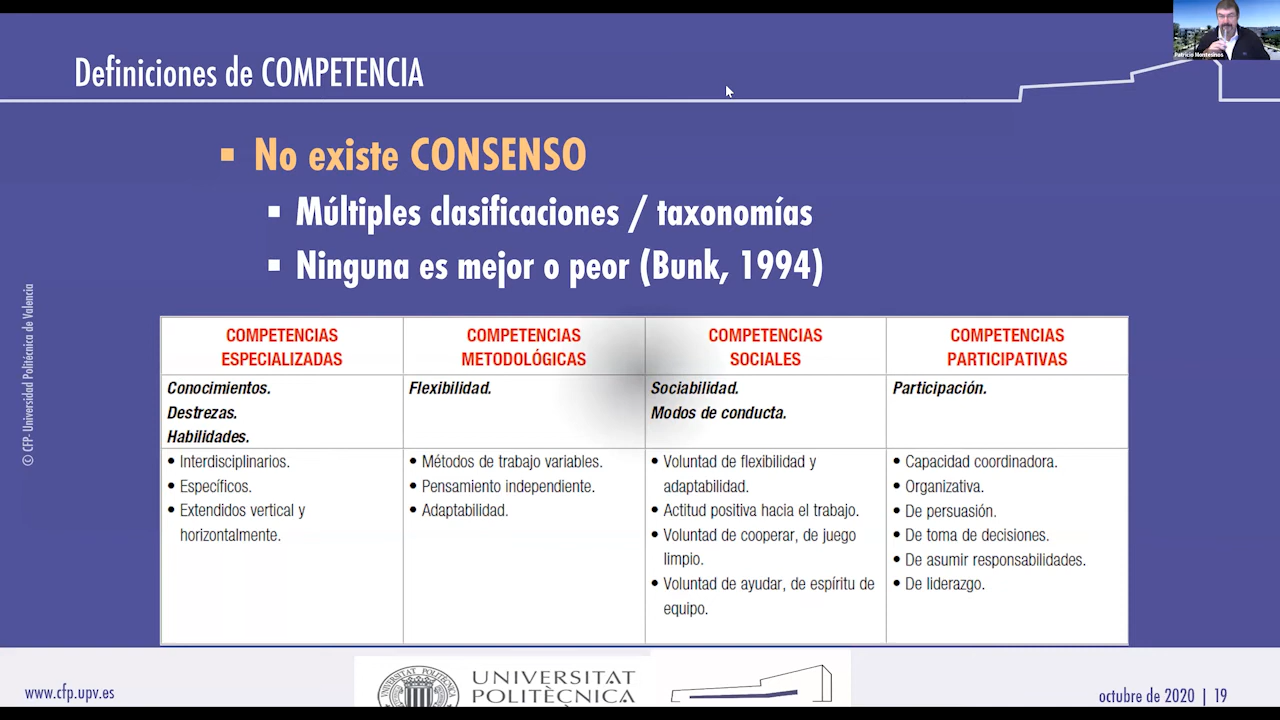 Patricio Montesinos
Definiciones de COMPETENCIA
▪ No existe CONSENSO
▪ Múltiples clasificaciones / taxonomías
▪ Ninguna es mejor o peor (Bunk, 1994)
© CFP- Universidad Politécnica de Valencia
COMPETENCIAS
ESPECIALIZADAS
COMPETENCIAS
METODOLÓGICAS
COMPETENCIAS
SOCIALES
COMPETENCIAS
PARTICIPATIVAS
Conocimientos.
Destrezas.
Habilidades.
Flexibilidad.
Sociabilidad.
Modos de conducta.
Participación.
• Interdisciplinarios.
• Específicos.
• Extendidos vertical y
horizontalmente.
• Métodos de trabajo variables.
• Pensamiento independiente.
• Adaptabilidad.
• Voluntad de flexibilidad y
adaptabilidad.
• Actitud positiva hacia el trabajo.
• Voluntad de cooperar, de juego
limpio.
• Voluntad de ayudar, de espíritu de
equipo.
• Capacidad coordinadora.
• Organizativa.
• De persuasión.
• De toma de decisiones.
• De asumir responsabilidades.
• De liderazgo.
www.cfp.upv.es
UNIVERSITAT
POLITÈCNICA
octubre de 2020 | 19